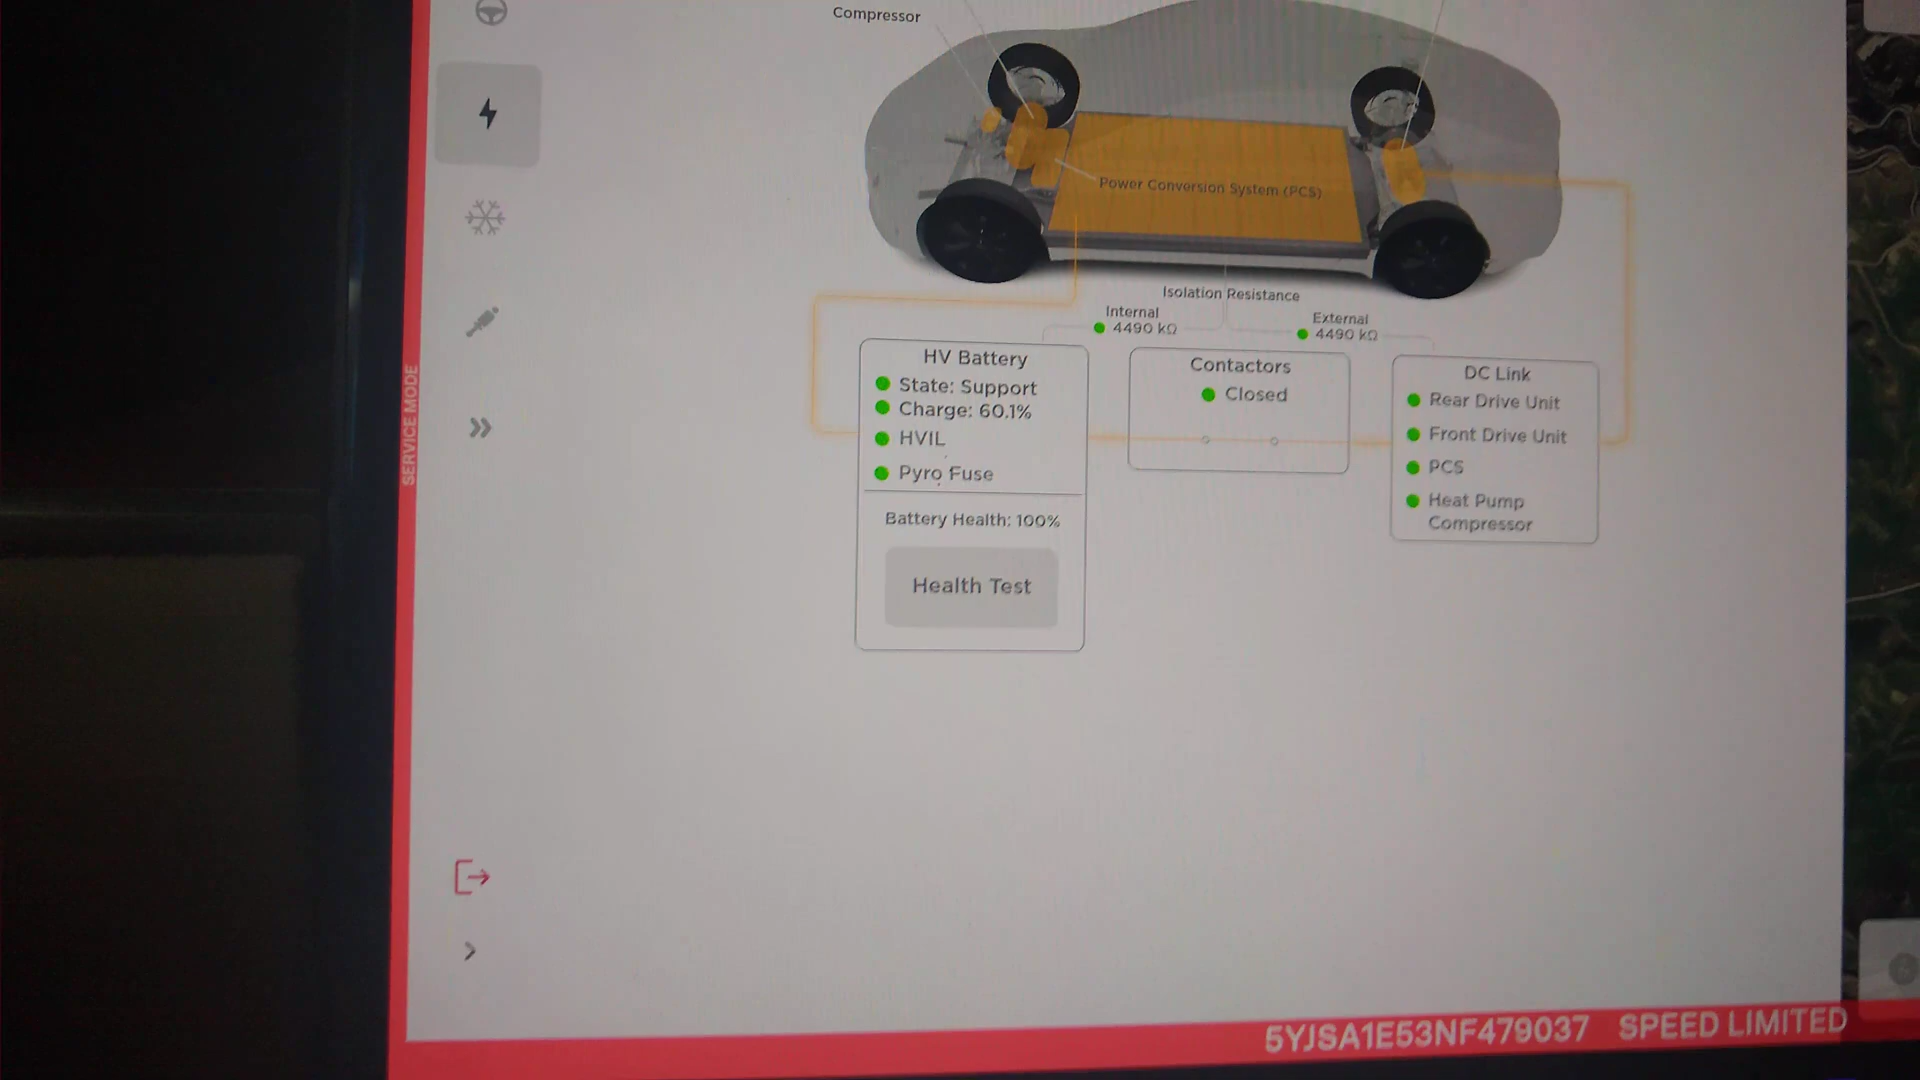 Compressor
Power Conversion System (PCS)
Isolation Resistance
Internal
4490 kΩ
External
4490 kΩ
HV Battery
State: Support
Charge: 60.1%
HVIL
Pyro Fuse
Battery Health: 100%
Health Test
Contactors
Closed
DC Link
Rear Drive Unit
Front Drive Unit
PCS
Heat Pump
Compressor
SERVICE MODE
5YJSA1E53NF479037 SPEED LIMITED